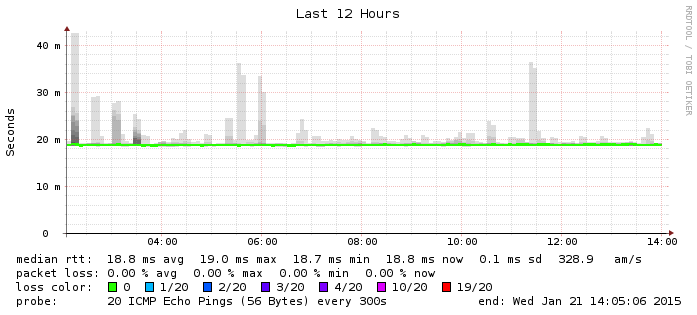 Last 12 Hours
RRDTOOL / TOBI OETIKER
Seconds
40 m
30 m
20 m
10 m
0
04:00 06:00 08:00 10:00 12:00 14:00
median rtt: 18.8 ms avg 19.0 ms max 18.7 ms min 18.8 ms now 0.1 ms sd 328.9 am/s
packet loss: 0.00 % avg 0.00 % max 0.00 % min 0.00 % now
loss color: 0 1/20 2/20 3/20 4/20 10/20 19/20
probe: 20 ICMP Echo Pings (56 Bytes) every 300s end: Wed Jan 21 14:05:06 2015